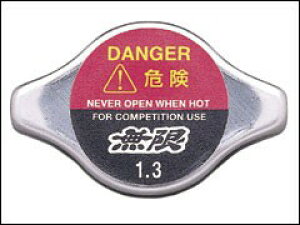 DANGER
危険
NEVER OPEN WHEN HOT
FOR COMPETITION USE
無限
1.3